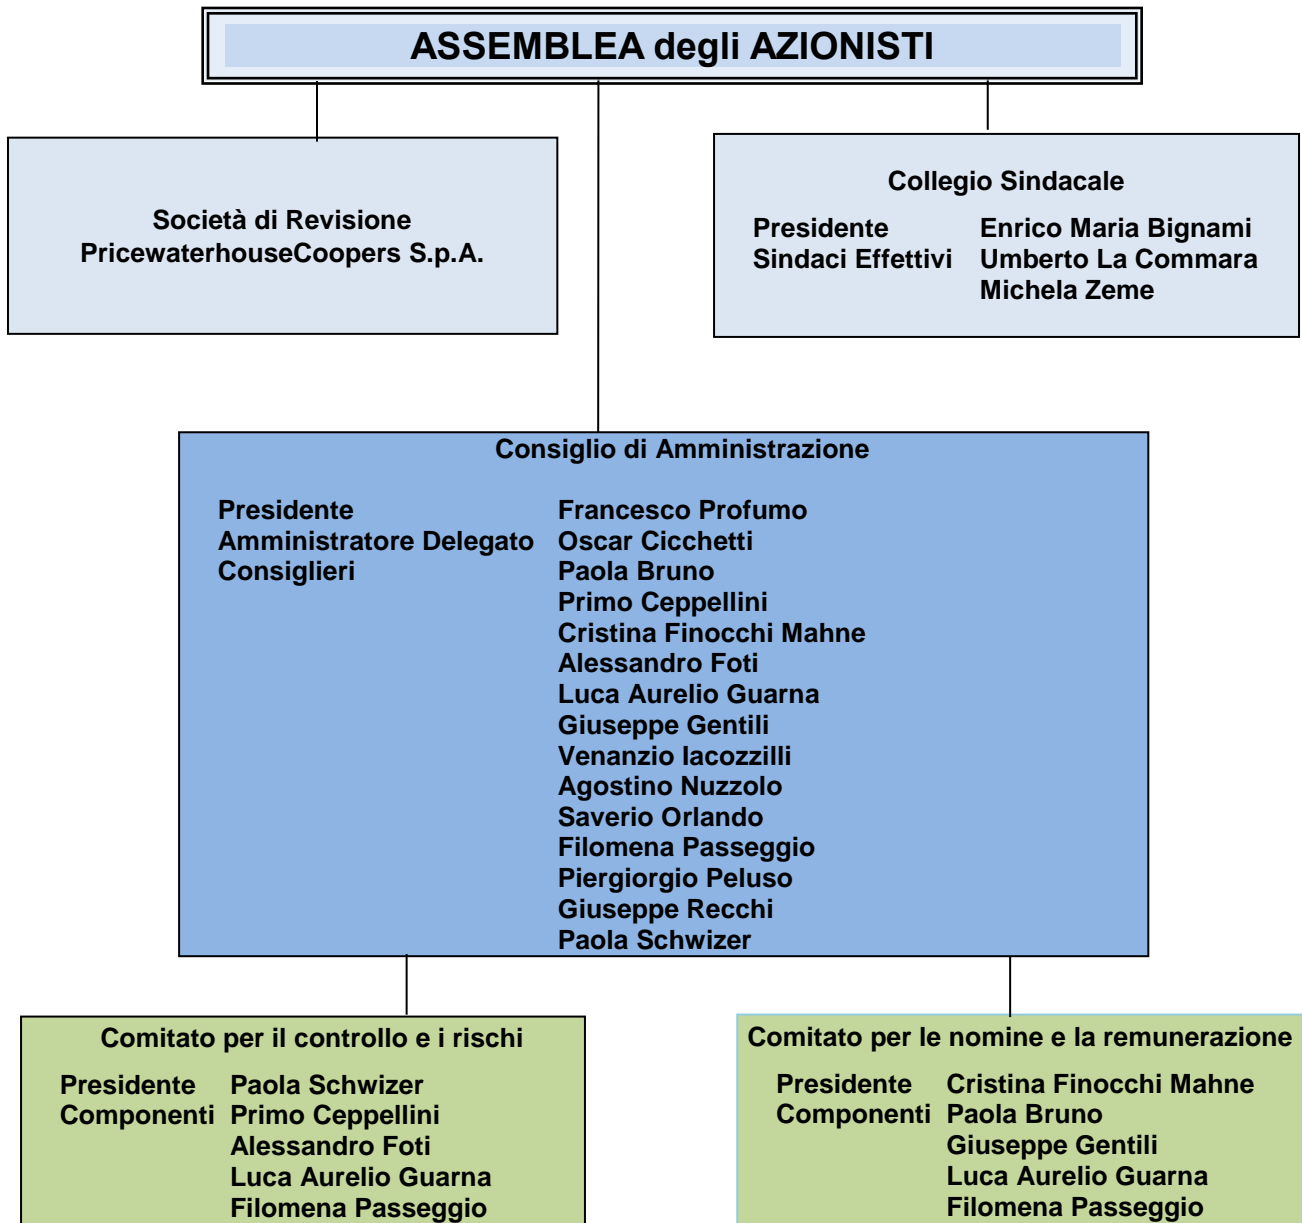 ASSEMBLEA degli AZIONISTI
Società di Revisione
PricewaterhouseCoopers S.p.A.
Collegio Sindacale
Presidente Enrico Maria Bignami
Sindaci Effettivi Umberto La Commara
Michela Zeme
Consiglio di Amministrazione
Presidente Francesco Profumo
Amministratore Delegato Oscar Cicchetti
Consiglieri Paola Bruno
Primo Ceppellini
Cristina Finocchi Mahne
Alessandro Foti
Luca Aurelio Guarna
Giuseppe Gentili
Venanzio Iacozzilli
Agostino Nuzzolo
Saverio Orlando
Filomena Passeggio
Piergiorgio Peluso
Giuseppe Recchi
Paola Schwizer
Comitato per il controllo e i rischi
Presidente Paola Schwizer
Componenti Primo Ceppellini
Alessandro Foti
Luca Aurelio Guarna
Filomena Passeggio
Comitato per le nomine e la remunerazione
Presidente Cristina Finocchi Mahne
Componenti Paola Bruno
Giuseppe Gentili
Luca Aurelio Guarna
Filomena Passeggio